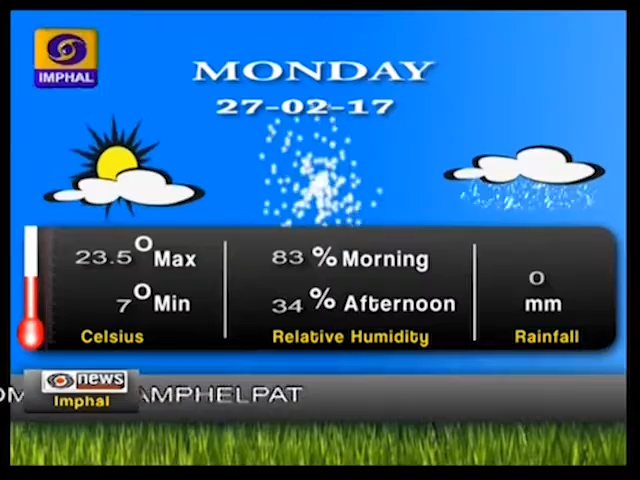 IMPHAL
MONDAY
27-02-17
23.5° Max
7° Min
Celsius
83 % Morning
34 % Afternoon
Relative Humidity
0
mm
Rainfall
news
Imphal
AMPHELPAT